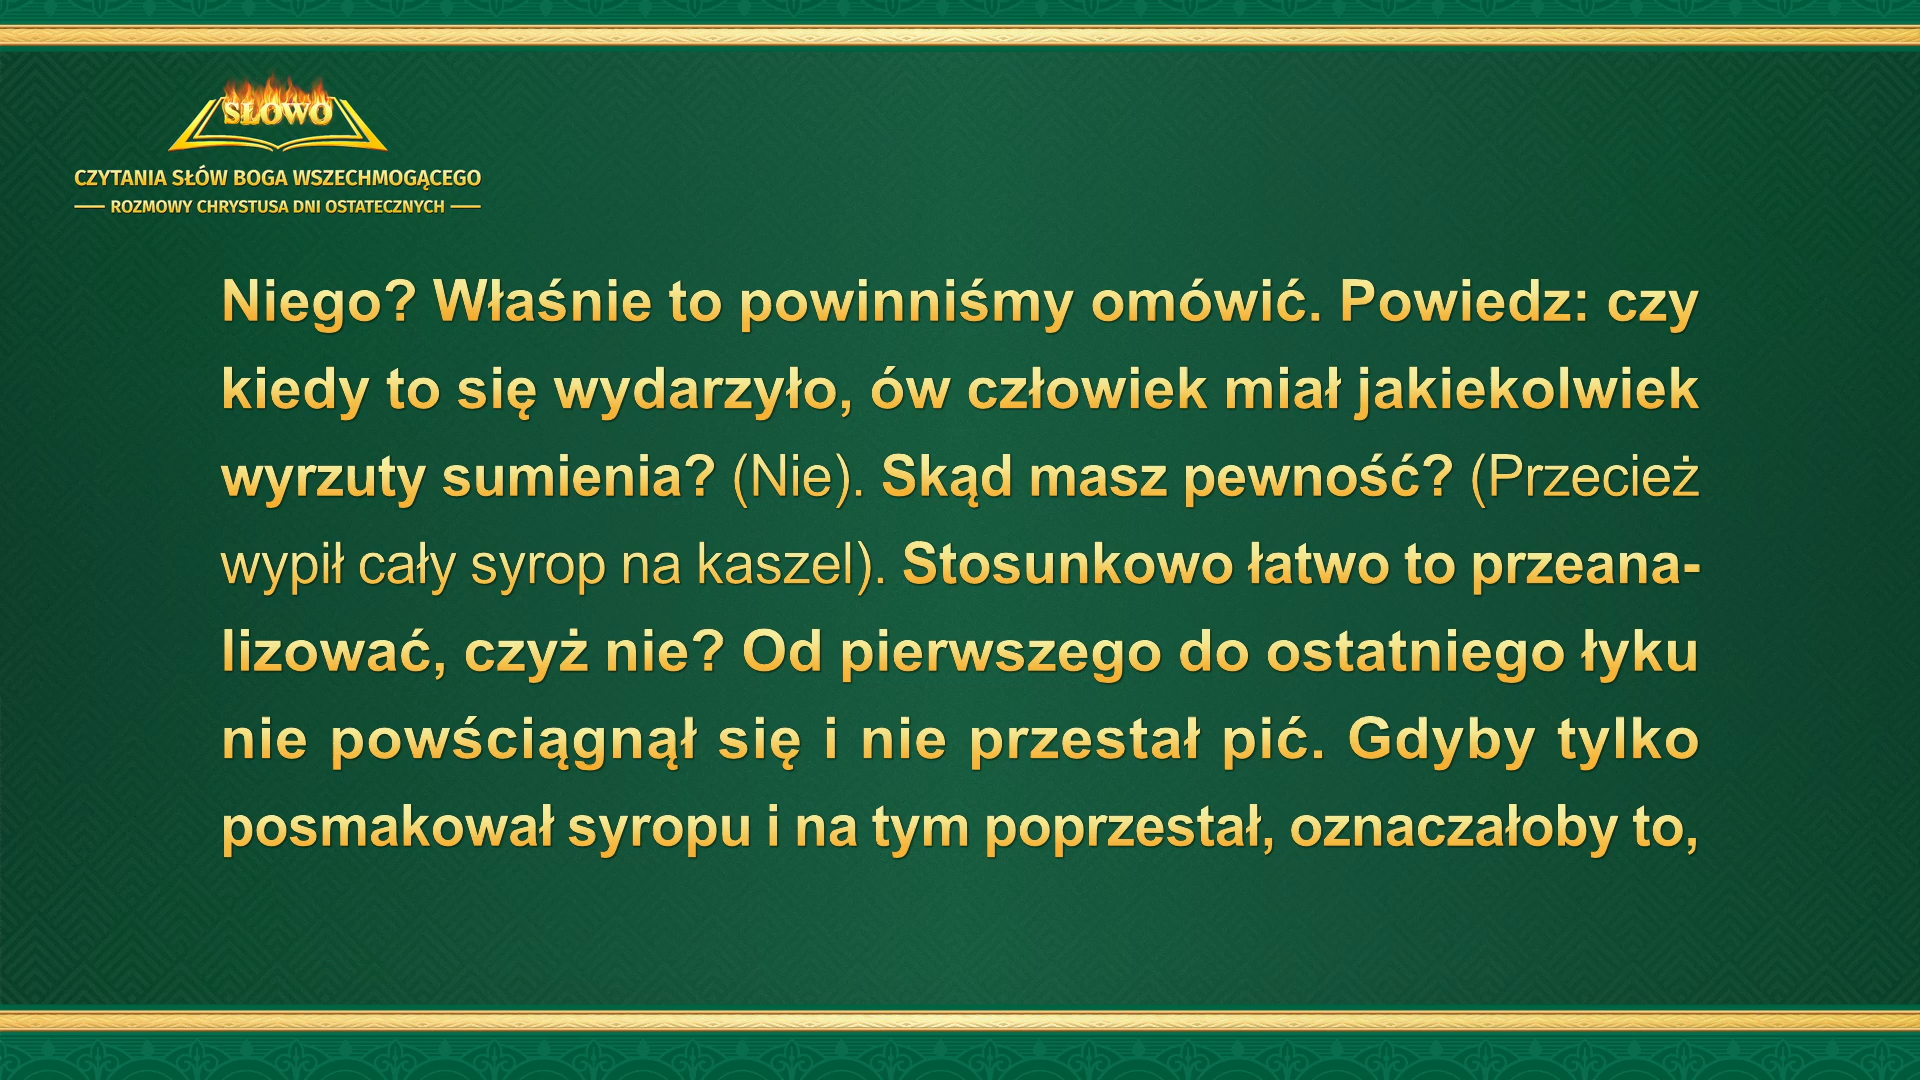 SŁOWO
CZYTANIA SŁÓW BOGA WSZECHMOGĄCEGO
ROZMOWY CHRYSTUSA DNI OSTATECZNYCH
Niego? Właśnie to powinniśmy omówić. Powiedz: czy
kiedy to się wydarzyło, ów człowiek miał jakiekolwiek
wyrzuty sumienia? (Nie). Skąd masz pewność? (Przecież
wypił cały syrop na kaszel). Stosunkowo łatwo to przeana-
lizować, czyż nie? Od pierwszego do ostatniego łyku
nie powściągnął się i nie przestał pić. Gdyby tylko
posmakował syropu i na tym poprzestał, oznaczałoby to,